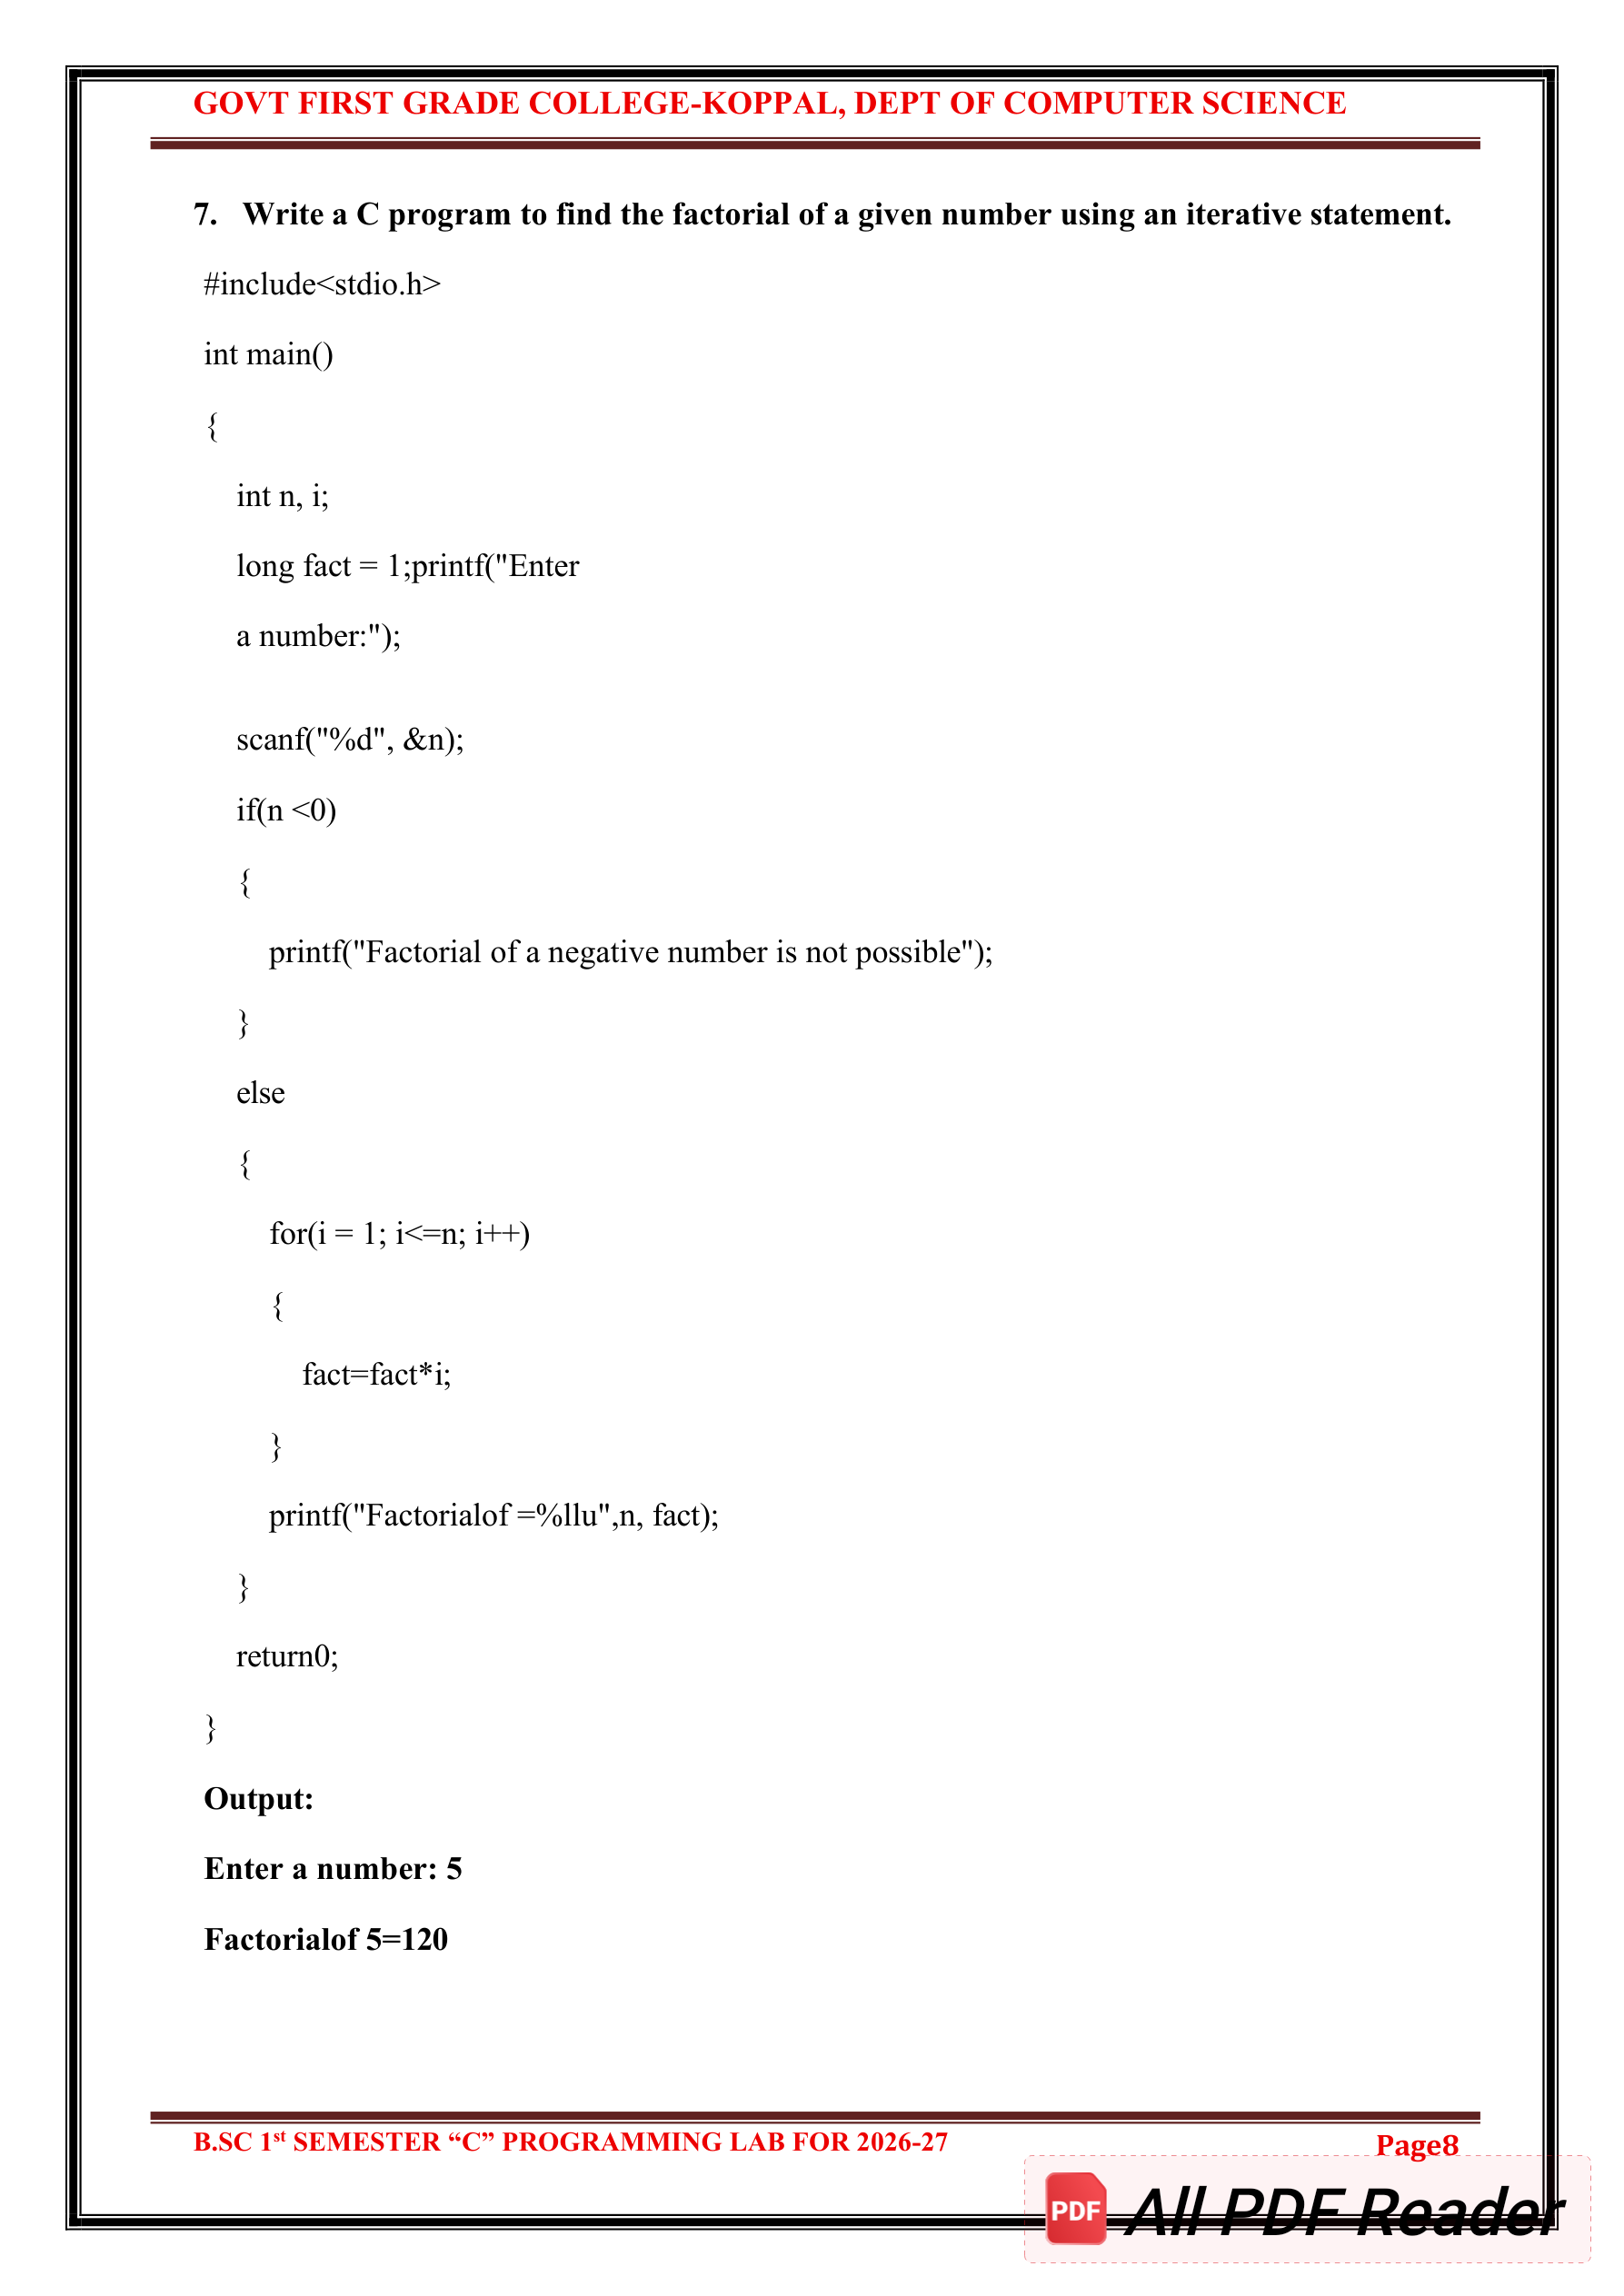 GOVT FIRST GRADE COLLEGE-KOPPAL, DEPT OF COMPUTER SCIENCE
7. Write a C program to find the factorial of a given number using an iterative statement.
#include<stdio.h>
int main()
{
int n, i;
long fact = 1;printf("Enter
a number:");
scanf("%d", &n);
if(n <0)
{
printf("Factorial of a negative number is not possible");
}
else
{
for(i = 1; i<=n; i++)
{
fact=fact*i;
}
printf("Factorialof =%llu",n, fact);
}
return0;
}
Output:
Enter a number: 5
Factorialof 5=120
B.SC 1st SEMESTER “C” PROGRAMMING LAB FOR 2026-27
Page8
PDF All PDF Reader